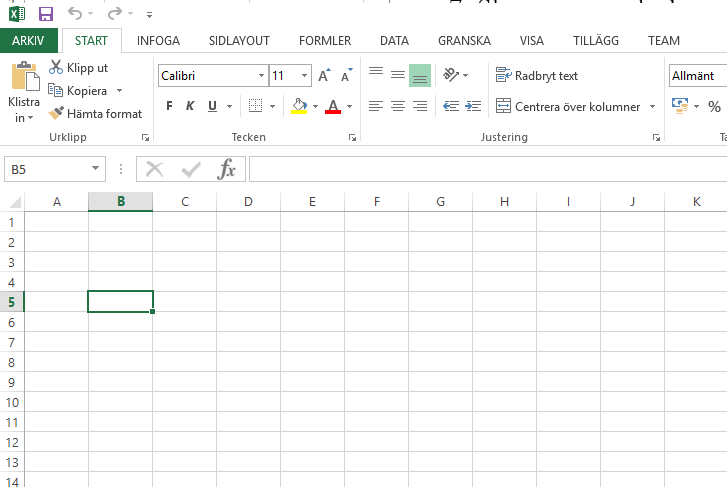 ARKIV START INFOGA SIDLAYOUT FORMLER DATA GRANSKA VISA TILLÄGG TEAM
Klistra in
Klipp ut
Kopiera
Hämta format
Urklipp
Calibri 11 A A
F K U A
Tecken
Radbryt text
Centrera över kolumner
Justering
Allmänt
%
B5 fx
A B C D E F G H I J K
1
2
3
4
5
6
7
8
9
10
11
12
13
14